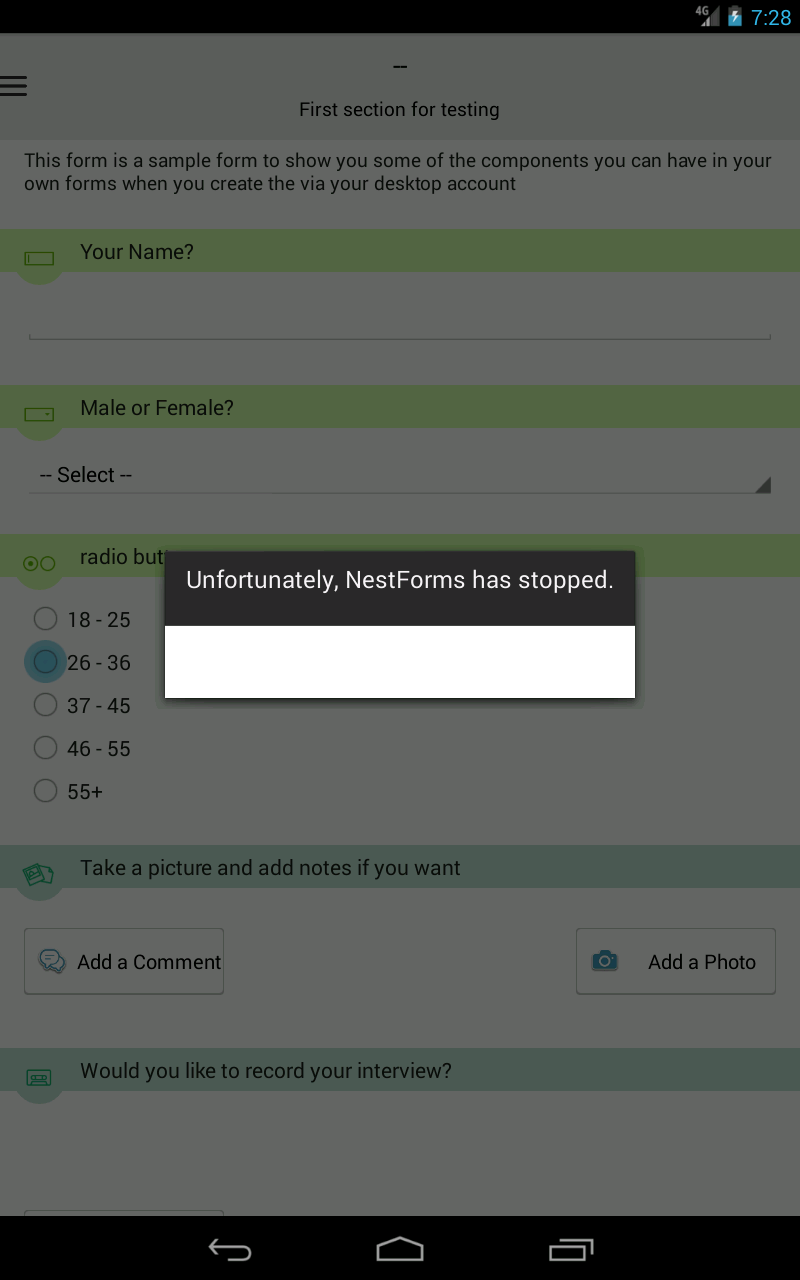 4G 7:28
--
First section for testing
This form is a sample form to show you some of the components you can have in your
own forms when you create the via your desktop account
Your Name?
Male or Female?
-- Select --
radio but
Unfortunately, NestForms has stopped.
18 - 25
26 - 36
37 - 45
46 - 55
55+
Take a picture and add notes if you want
Add a Comment
Add a Photo
Would you like to record your interview?